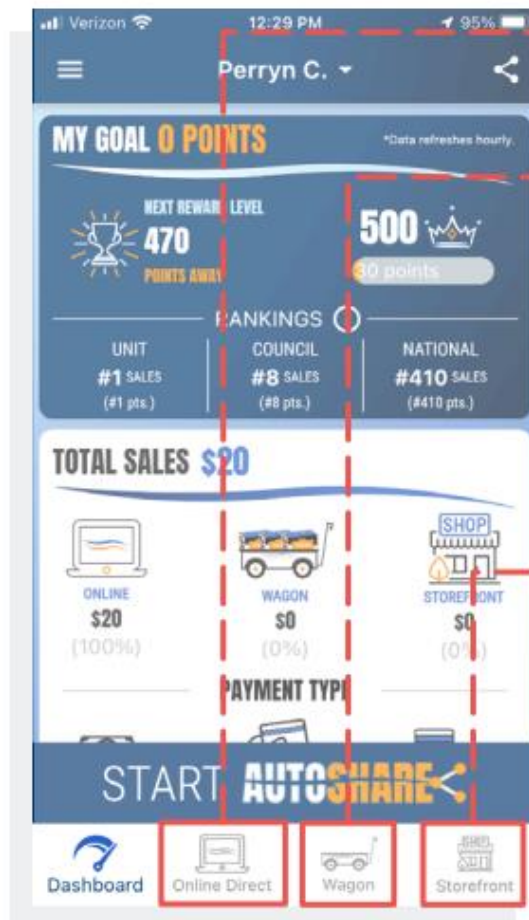 Verizon 12:29 PM 95%
Perryn C.
MY GOAL 0 POINTS *Data refreshes hourly.
NEXT REWARD LEVEL
470
POINTS AWAY
500
30 points
RANKINGS
UNIT COUNCIL NATIONAL
#1 SALES #8 SALES #410 SALES
(#1 pts.) (#8 pts.) (#410 pts.)
TOTAL SALES $20
SHOP
ONLINE WAGON STOREFRONT
$20 $0 $0
(100%) (0%) (0%)
PAYMENT TYPE
START AUTOSHARE
SHOP
Dashboard Online Direct Wagon Storefront